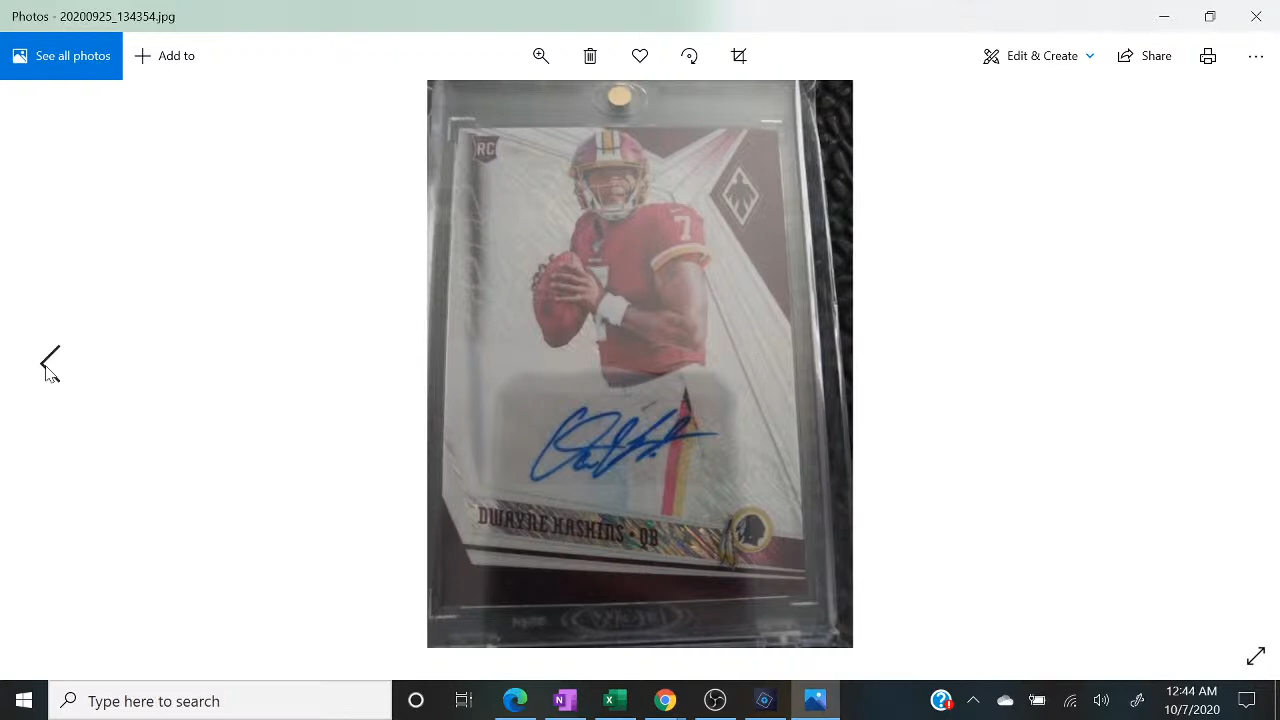 Photos - 20200925_134354.jpg
See all photos
Add to
Edit & Create
Share
RC
7
7
DWAYNE HASKINS • QB
Type here to search
12:44 AM
10/7/2020